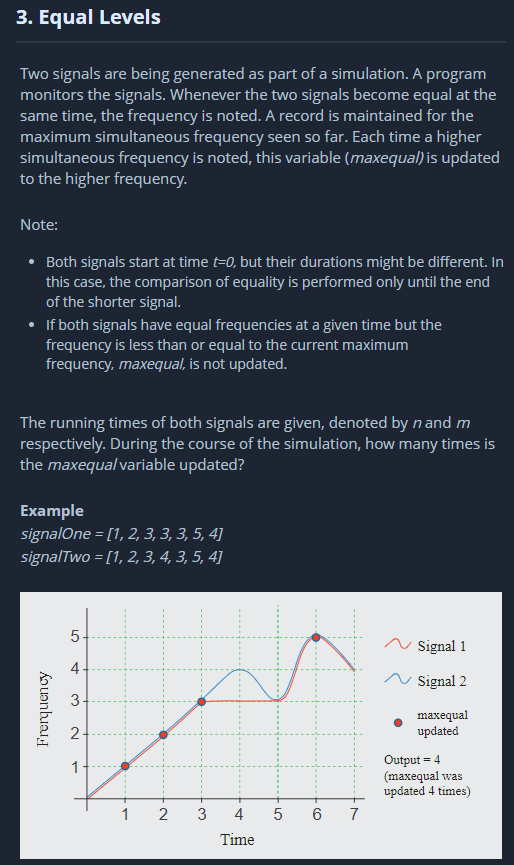 3. Equal Levels
Two signals are being generated as part of a simulation. A program
monitors the signals. Whenever the two signals become equal at the
same time, the frequency is noted. A record is maintained for the
maximum simultaneous frequency seen so far. Each time a higher
simultaneous frequency is noted, this variable (maxequal) is updated
to the higher frequency.
Note:
• Both signals start at time t=0, but their durations might be different. In
this case, the comparison of equality is performed only until the end
of the shorter signal.
• If both signals have equal frequencies at a given time but the
frequency is less than or equal to the current maximum
frequency, maxequal, is not updated.
The running times of both signals are given, denoted by n and m
respectively. During the course of the simulation, how many times is
the maxequal variable updated?
Example
signalOne = [1, 2, 3, 3, 3, 5, 4]
signalTwo = [1, 2, 3, 4, 3, 5, 4]
5
4
3
2
1
Frerquency
1 2 3 4 5 6 7
Time
Signal 1
Signal 2
maxequal
updated
Output = 4
(maxequal was
updated 4 times)